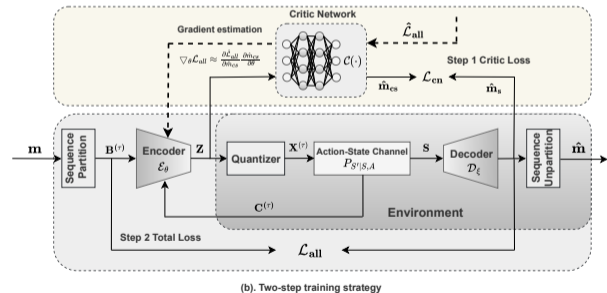 Critic Network
Gradient estimation
▽θ𝓛all ≈ ∂𝓛̂all/∂m̂cs ∂m̂cs/∂θ
𝒞(·)
𝓛̂all
m̂cs
𝓛cn
Step 1 Critic Loss
m̂s
m
Sequence Partition
B(τ)
Encoder
ℰθ
Z
Quantizer
X(τ)
Action-State Channel
PS'|S,A
S
Decoder
𝒟ξ
Sequence Unpartition
m̂
C(τ)
Environment
Step 2 Total Loss
𝓛all
(b). Two-step training strategy